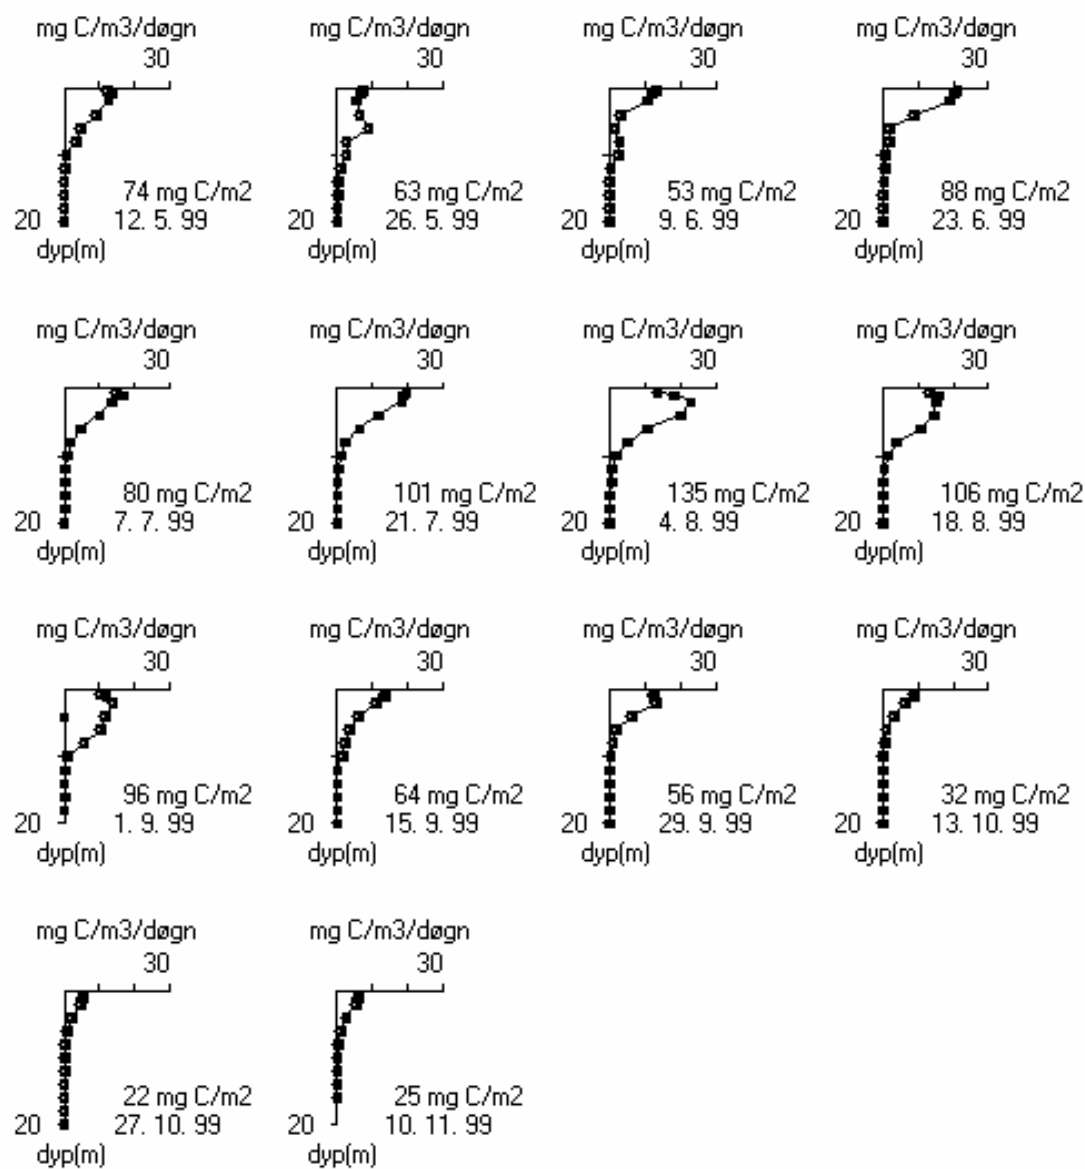 mg C/m3/døgn
30
74 mg C/m2
20 12. 5. 99
dyp(m)
mg C/m3/døgn
30
63 mg C/m2
20 26. 5. 99
dyp(m)
mg C/m3/døgn
30
53 mg C/m2
20 9. 6. 99
dyp(m)
mg C/m3/døgn
30
88 mg C/m2
20 23. 6. 99
dyp(m)
mg C/m3/døgn
30
80 mg C/m2
20 7. 7. 99
dyp(m)
mg C/m3/døgn
30
101 mg C/m2
20 21. 7. 99
dyp(m)
mg C/m3/døgn
30
135 mg C/m2
20 4. 8. 99
dyp(m)
mg C/m3/døgn
30
106 mg C/m2
20 18. 8. 99
dyp(m)
mg C/m3/døgn
30
96 mg C/m2
20 1. 9. 99
dyp(m)
mg C/m3/døgn
30
64 mg C/m2
20 15. 9. 99
dyp(m)
mg C/m3/døgn
30
56 mg C/m2
20 29. 9. 99
dyp(m)
mg C/m3/døgn
30
32 mg C/m2
20 13. 10. 99
dyp(m)
mg C/m3/døgn
30
22 mg C/m2
20 27. 10. 99
dyp(m)
mg C/m3/døgn
30
25 mg C/m2
20 10. 11. 99
dyp(m)